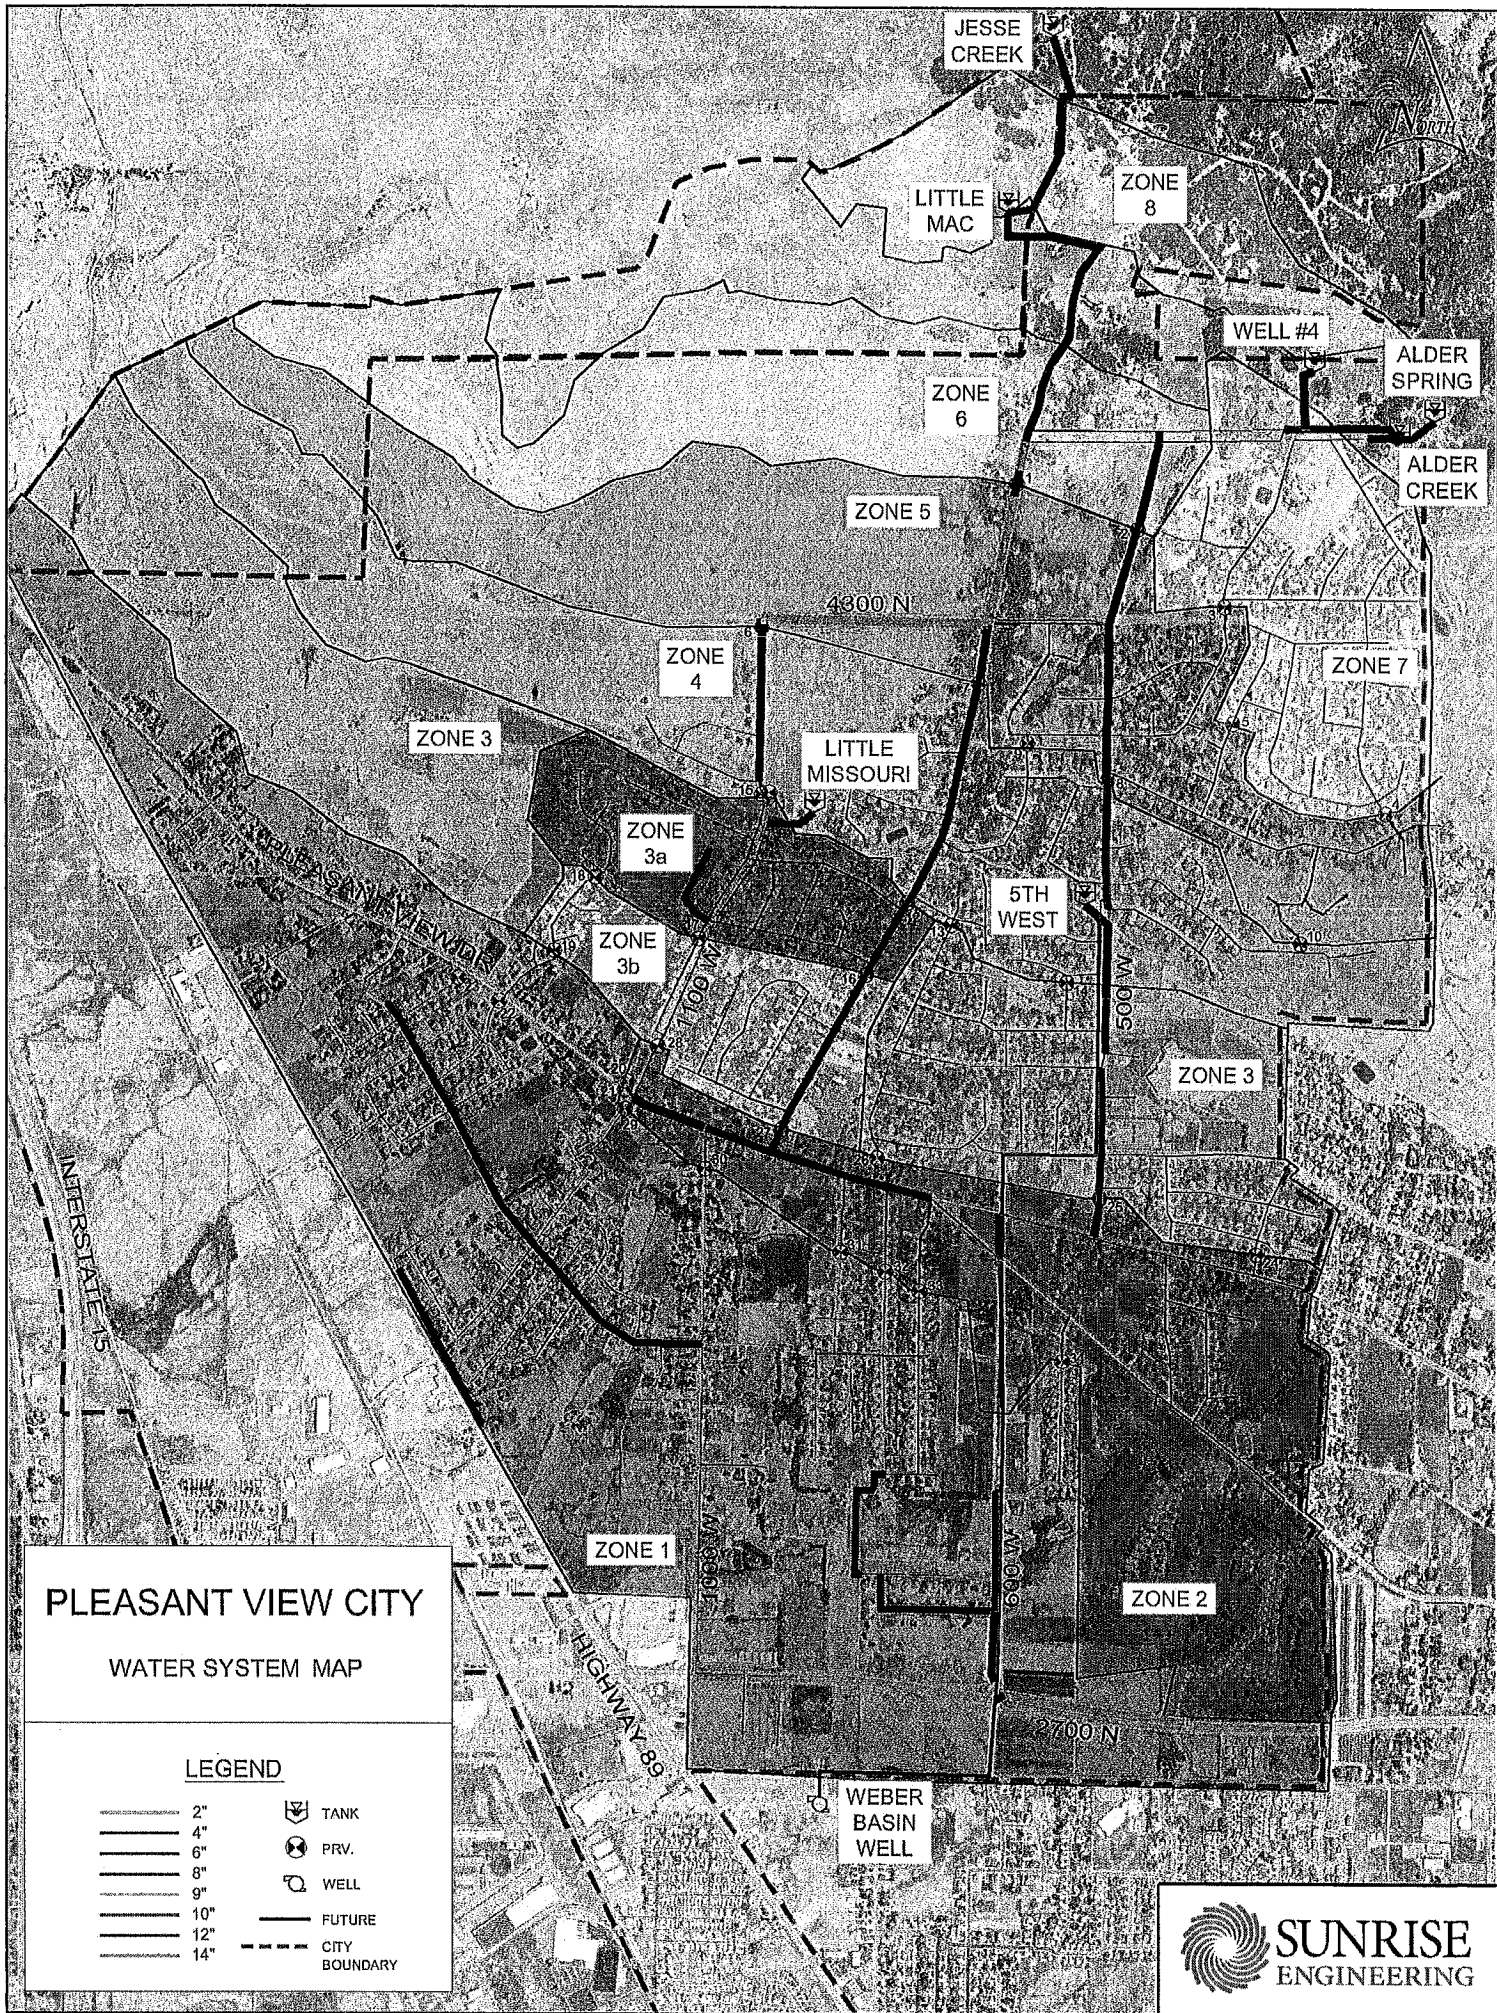 JESSE
CREEK
NORTH
ZONE
8
LITTLE
MAC
WELL #4
ALDER
SPRING
ZONE
6
ALDER
CREEK
ZONE 5
4300 N
ZONE
4
ZONE 7
ZONE 3
LITTLE
MISSOURI
ZONE
3a
PLEASANT VIEW DR
5TH
WEST
ZONE
3b
1100 W
500 W
ZONE 3
INTERSTATE 15
ZONE 1
1000 W
600 W
ZONE 2
HIGHWAY 89
2700 N
WEBER
BASIN
WELL
PLEASANT VIEW CITY
WATER SYSTEM MAP
LEGEND
2"
4"
6"
8"
9"
10"
12"
14"
TANK
PRV.
WELL
FUTURE
CITY
BOUNDARY
SUNRISE
ENGINEERING